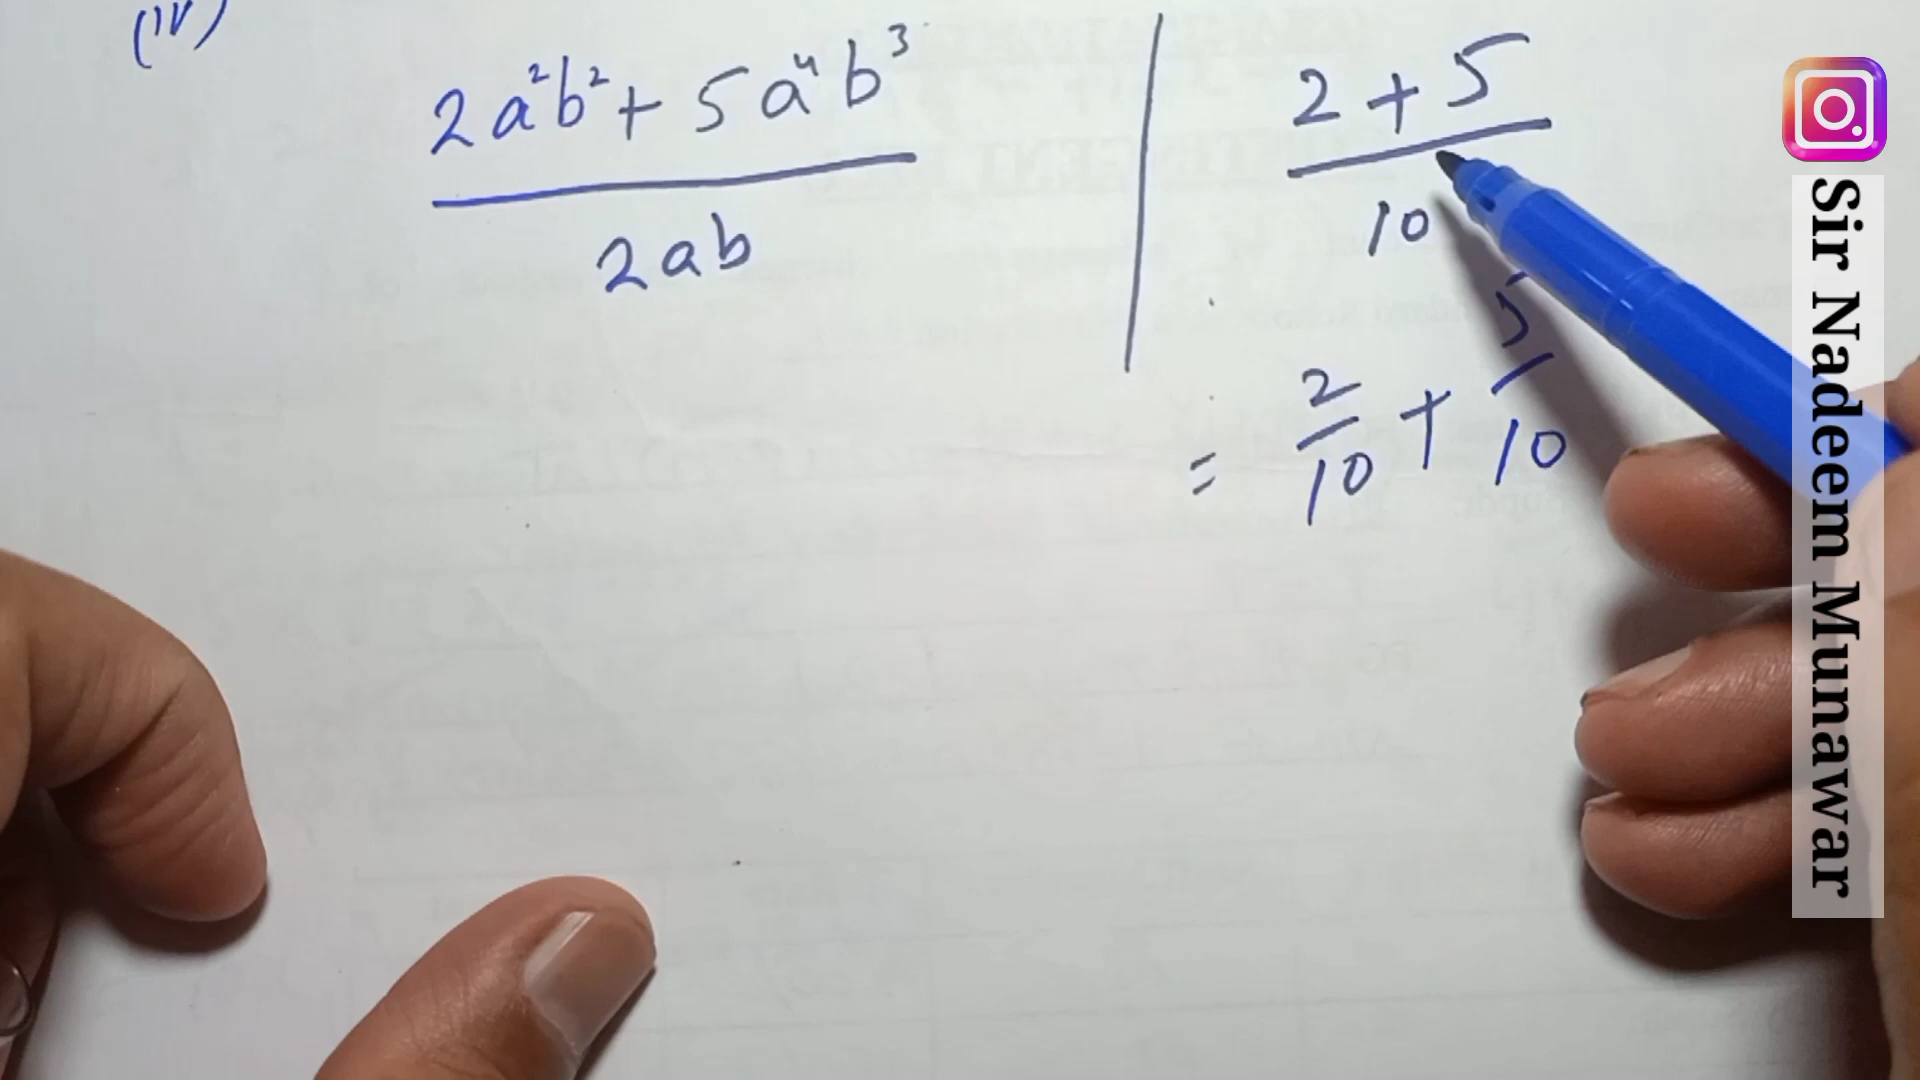 (iv)
2a²b² + 5a⁴b³
2ab
2 + 5
10
= 2/10 + 5/10
Sir Nadeem Munawar